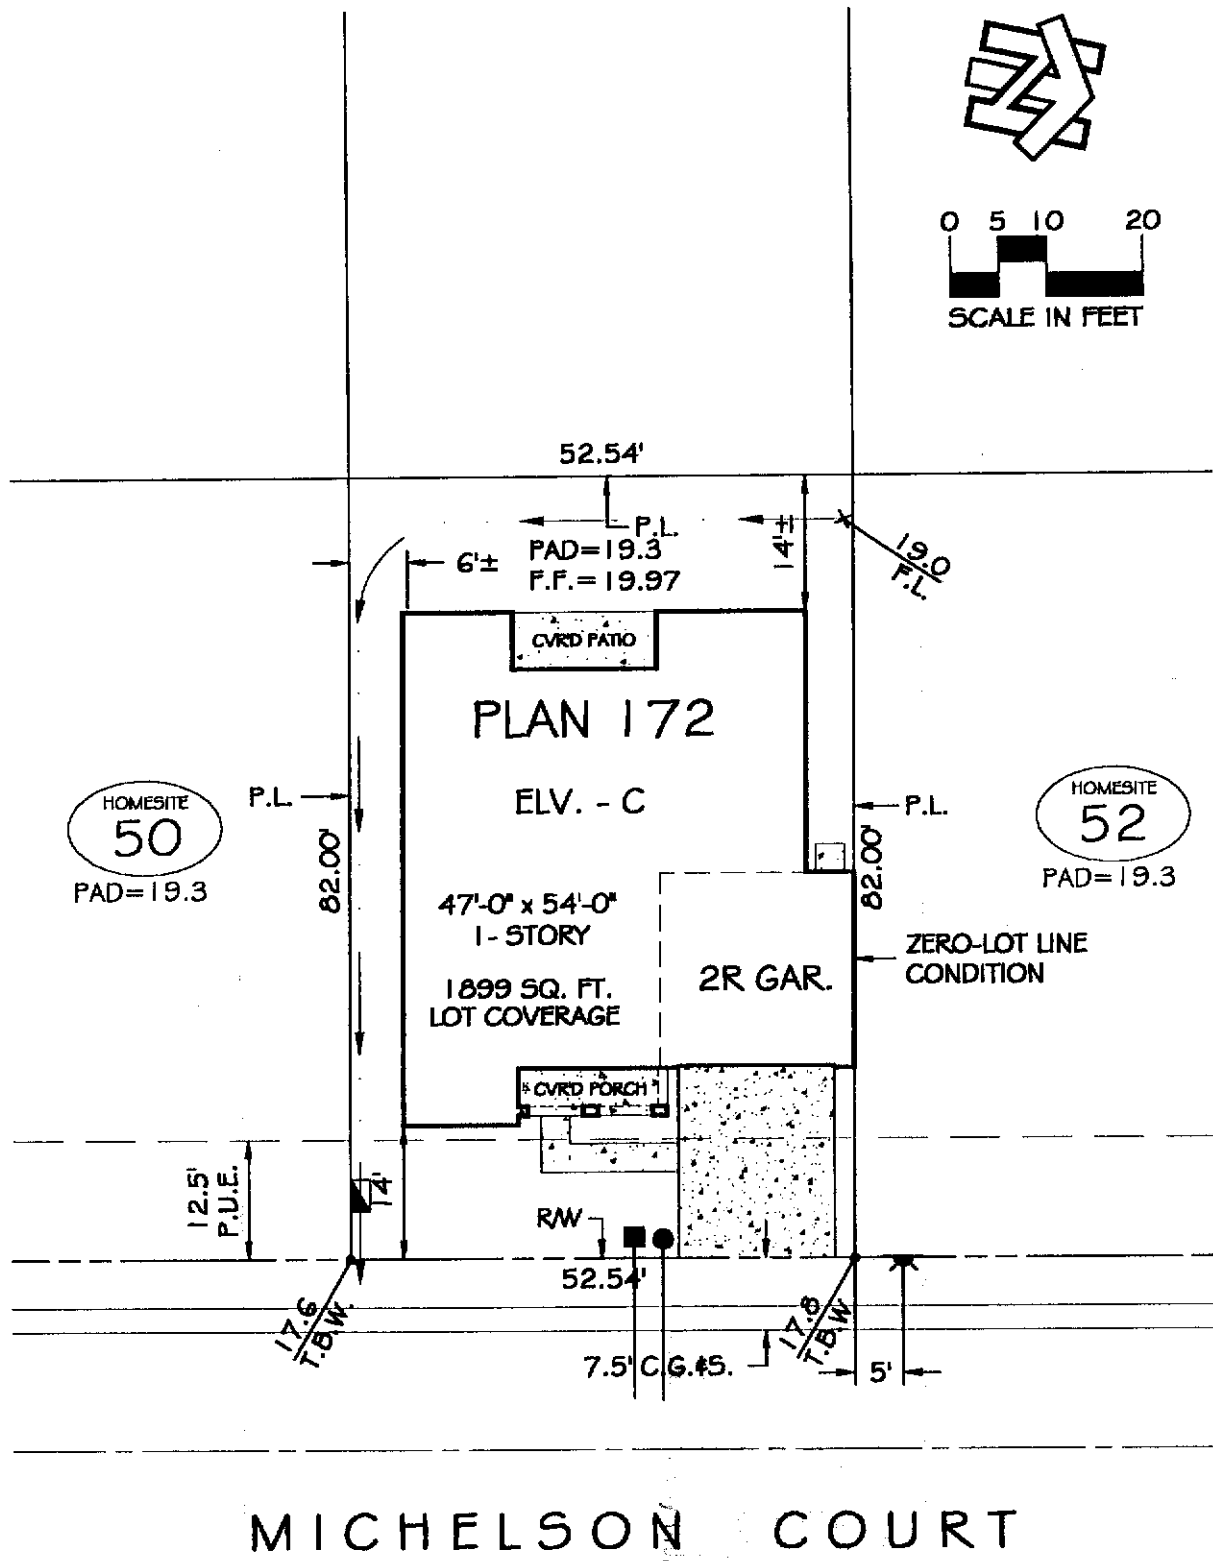 0 5 10 20
SCALE IN FEET
52.54'
P.L.
PAD=19.3
F.F.=19.97
6'±
14'±
19.0
F.L.
CVR'D PATIO
PLAN 172
ELV. - C
HOMESITE
50
PAD=19.3
P.L.
82.00'
P.L.
82.00'
HOMESITE
52
PAD=19.3
47'-0" x 54'-0"
1- STORY
1899 SQ. FT.
LOT COVERAGE
2R GAR.
ZERO-LOT LINE
CONDITION
CVR'D PORCH
12.5'
P.U.E.
14'
R/W
52.54'
17.6
T.B.W.
17.8
T.B.W
7.5' C.G.&S.
5'
MICHELSON COURT